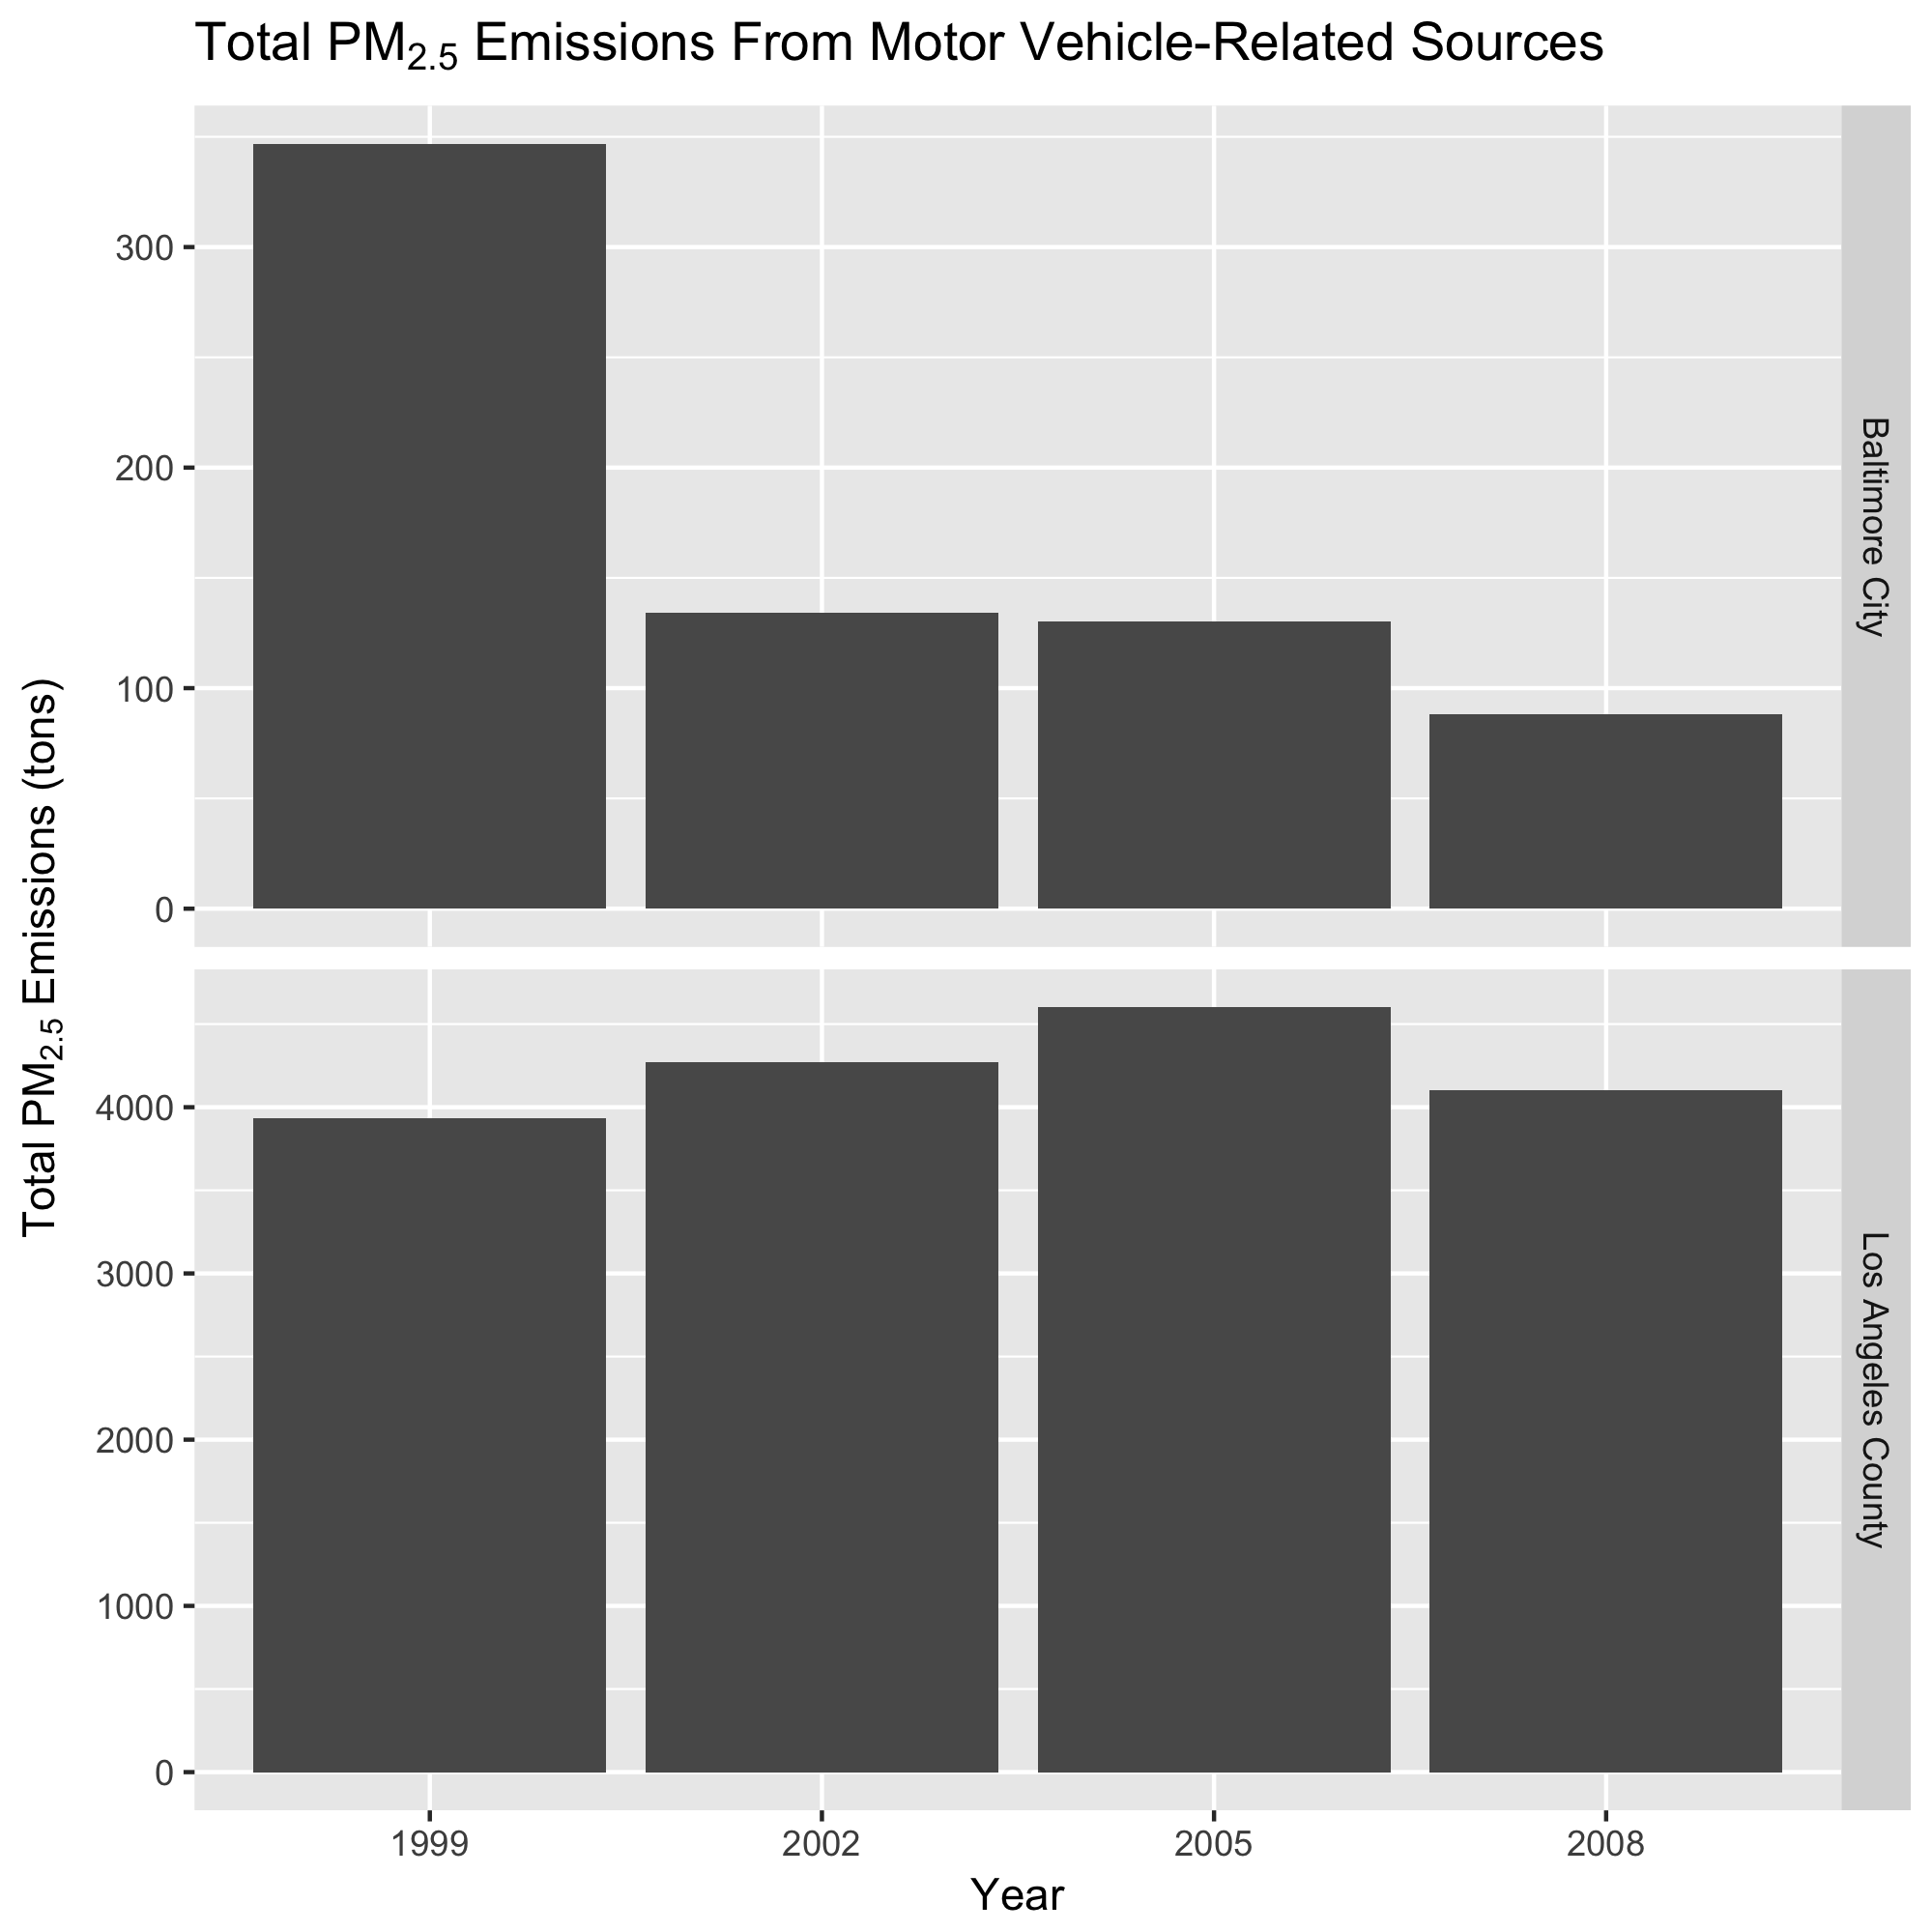 Total PM2.5 Emissions From Motor Vehicle-Related Sources
Total PM2.5 Emissions (tons)
300
200
100
0
Baltimore City
4000
3000
2000
1000
0
Los Angeles County
1999 2002 2005 2008
Year